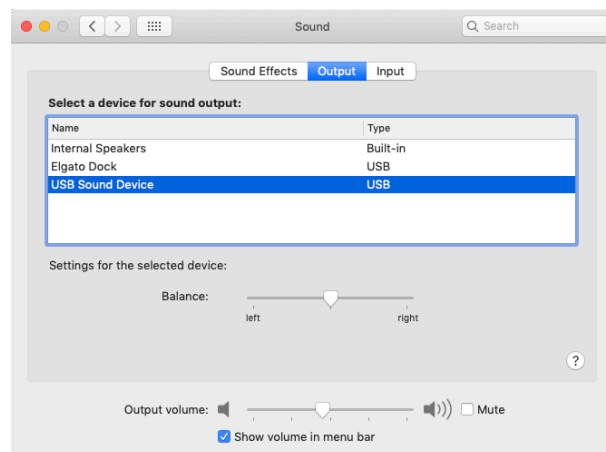 Sound
Search
Sound Effects Output Input
Select a device for sound output:
Name Type
Internal Speakers Built-in
Elgato Dock USB
USB Sound Device USB
Settings for the selected device:
Balance:
left right
?
Output volume: Mute
Show volume in menu bar